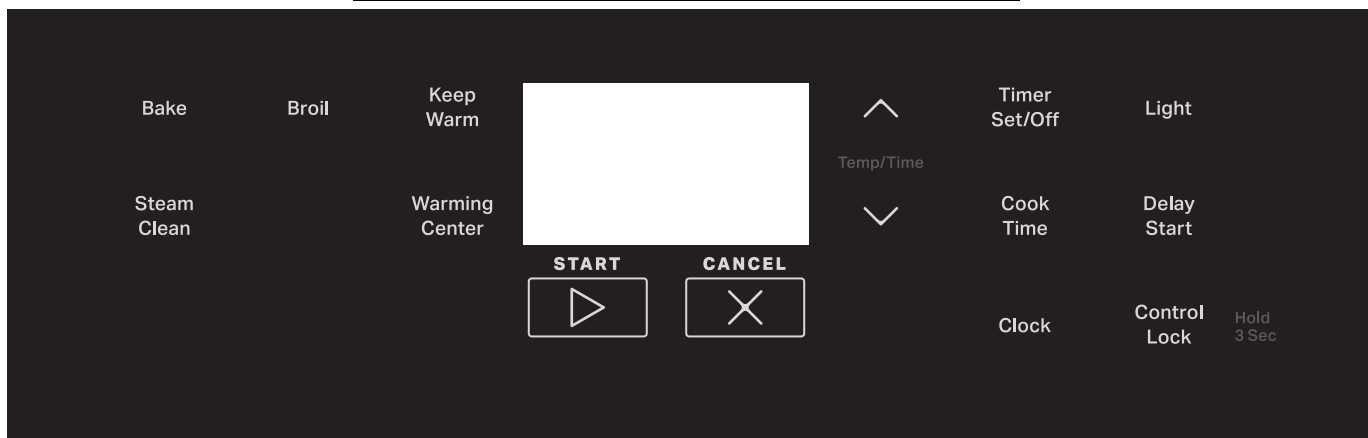 Bake
Broil
Keep
Warm
Timer
Set/Off
Light
Temp/Time
Steam
Clean
Warming
Center
Cook
Time
Delay
Start
START
CANCEL
Clock
Control
Lock
Hold
3 Sec